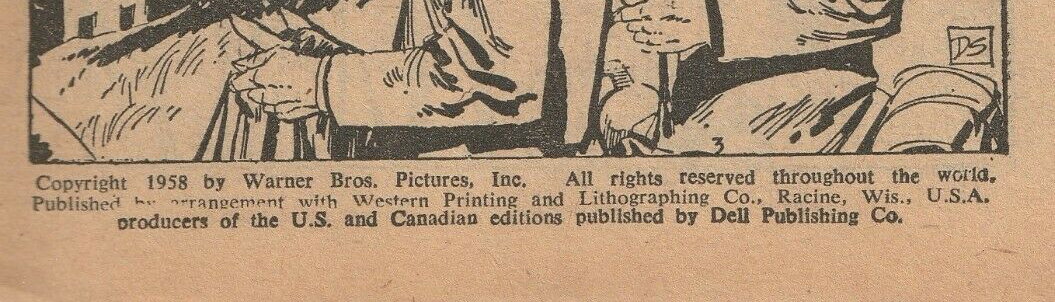 DS
3
Copyright 1958 by Warner Bros. Pictures, Inc. All rights reserved throughout the world.
Published by arrangement with Western Printing and Lithographing Co., Racine, Wis., U.S.A.
producers of the U.S. and Canadian editions published by Dell Publishing Co.